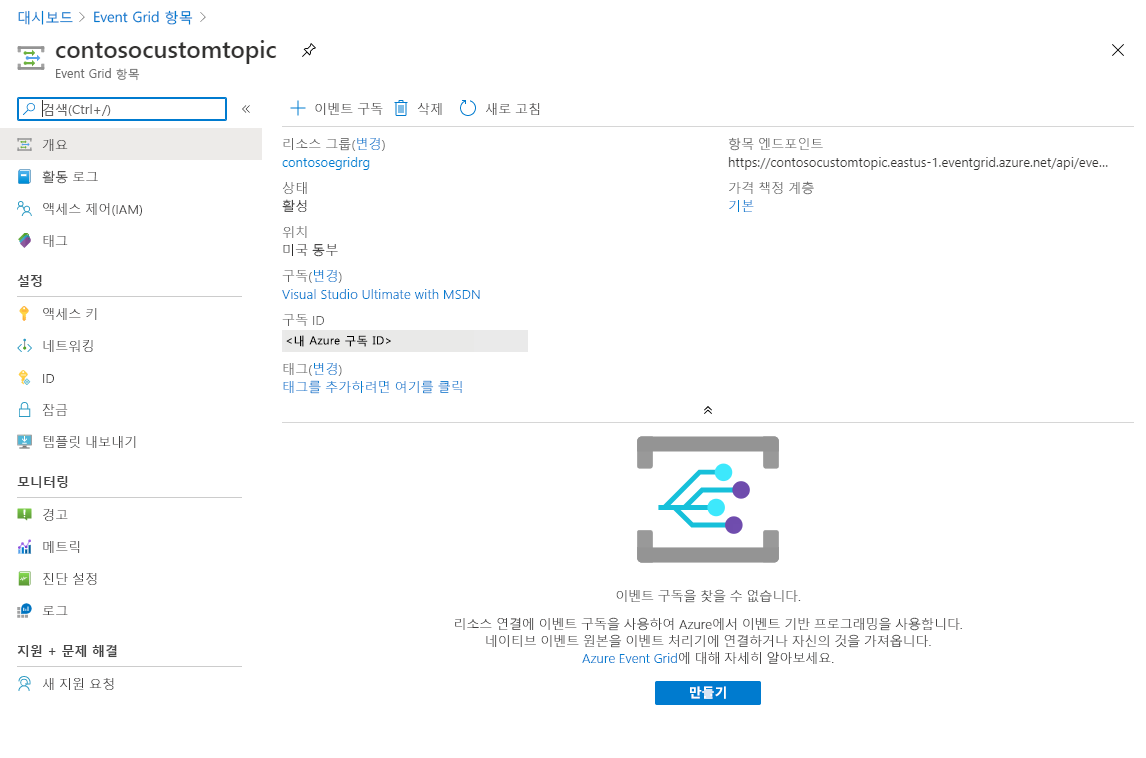 대시보드 > Event Grid 항목 >
contosocustomtopic
Event Grid 항목
검색(Ctrl+/)
«
개요
활동 로그
액세스 제어(IAM)
태그
설정
액세스 키
네트워킹
ID
잠금
템플릿 내보내기
모니터링
경고
메트릭
진단 설정
로그
지원 + 문제 해결
새 지원 요청
이벤트 구독 삭제 새로 고침
리소스 그룹(변경)
contosoegridrg
상태
활성
위치
미국 동부
구독(변경)
Visual Studio Ultimate with MSDN
구독 ID
<내 Azure 구독 ID>
태그(변경)
태그를 추가하려면 여기를 클릭
항목 엔드포인트
https://contosocustomtopic.eastus-1.eventgrid.azure.net/api/eve...
가격 책정 계층
기본
이벤트 구독을 찾을 수 없습니다.
리소스 연결에 이벤트 구독을 사용하여 Azure에서 이벤트 기반 프로그래밍을 사용합니다.
네이티브 이벤트 원본을 이벤트 처리기에 연결하거나 자신의 것을 가져옵니다.
Azure Event Grid에 대해 자세히 알아보세요.
만들기